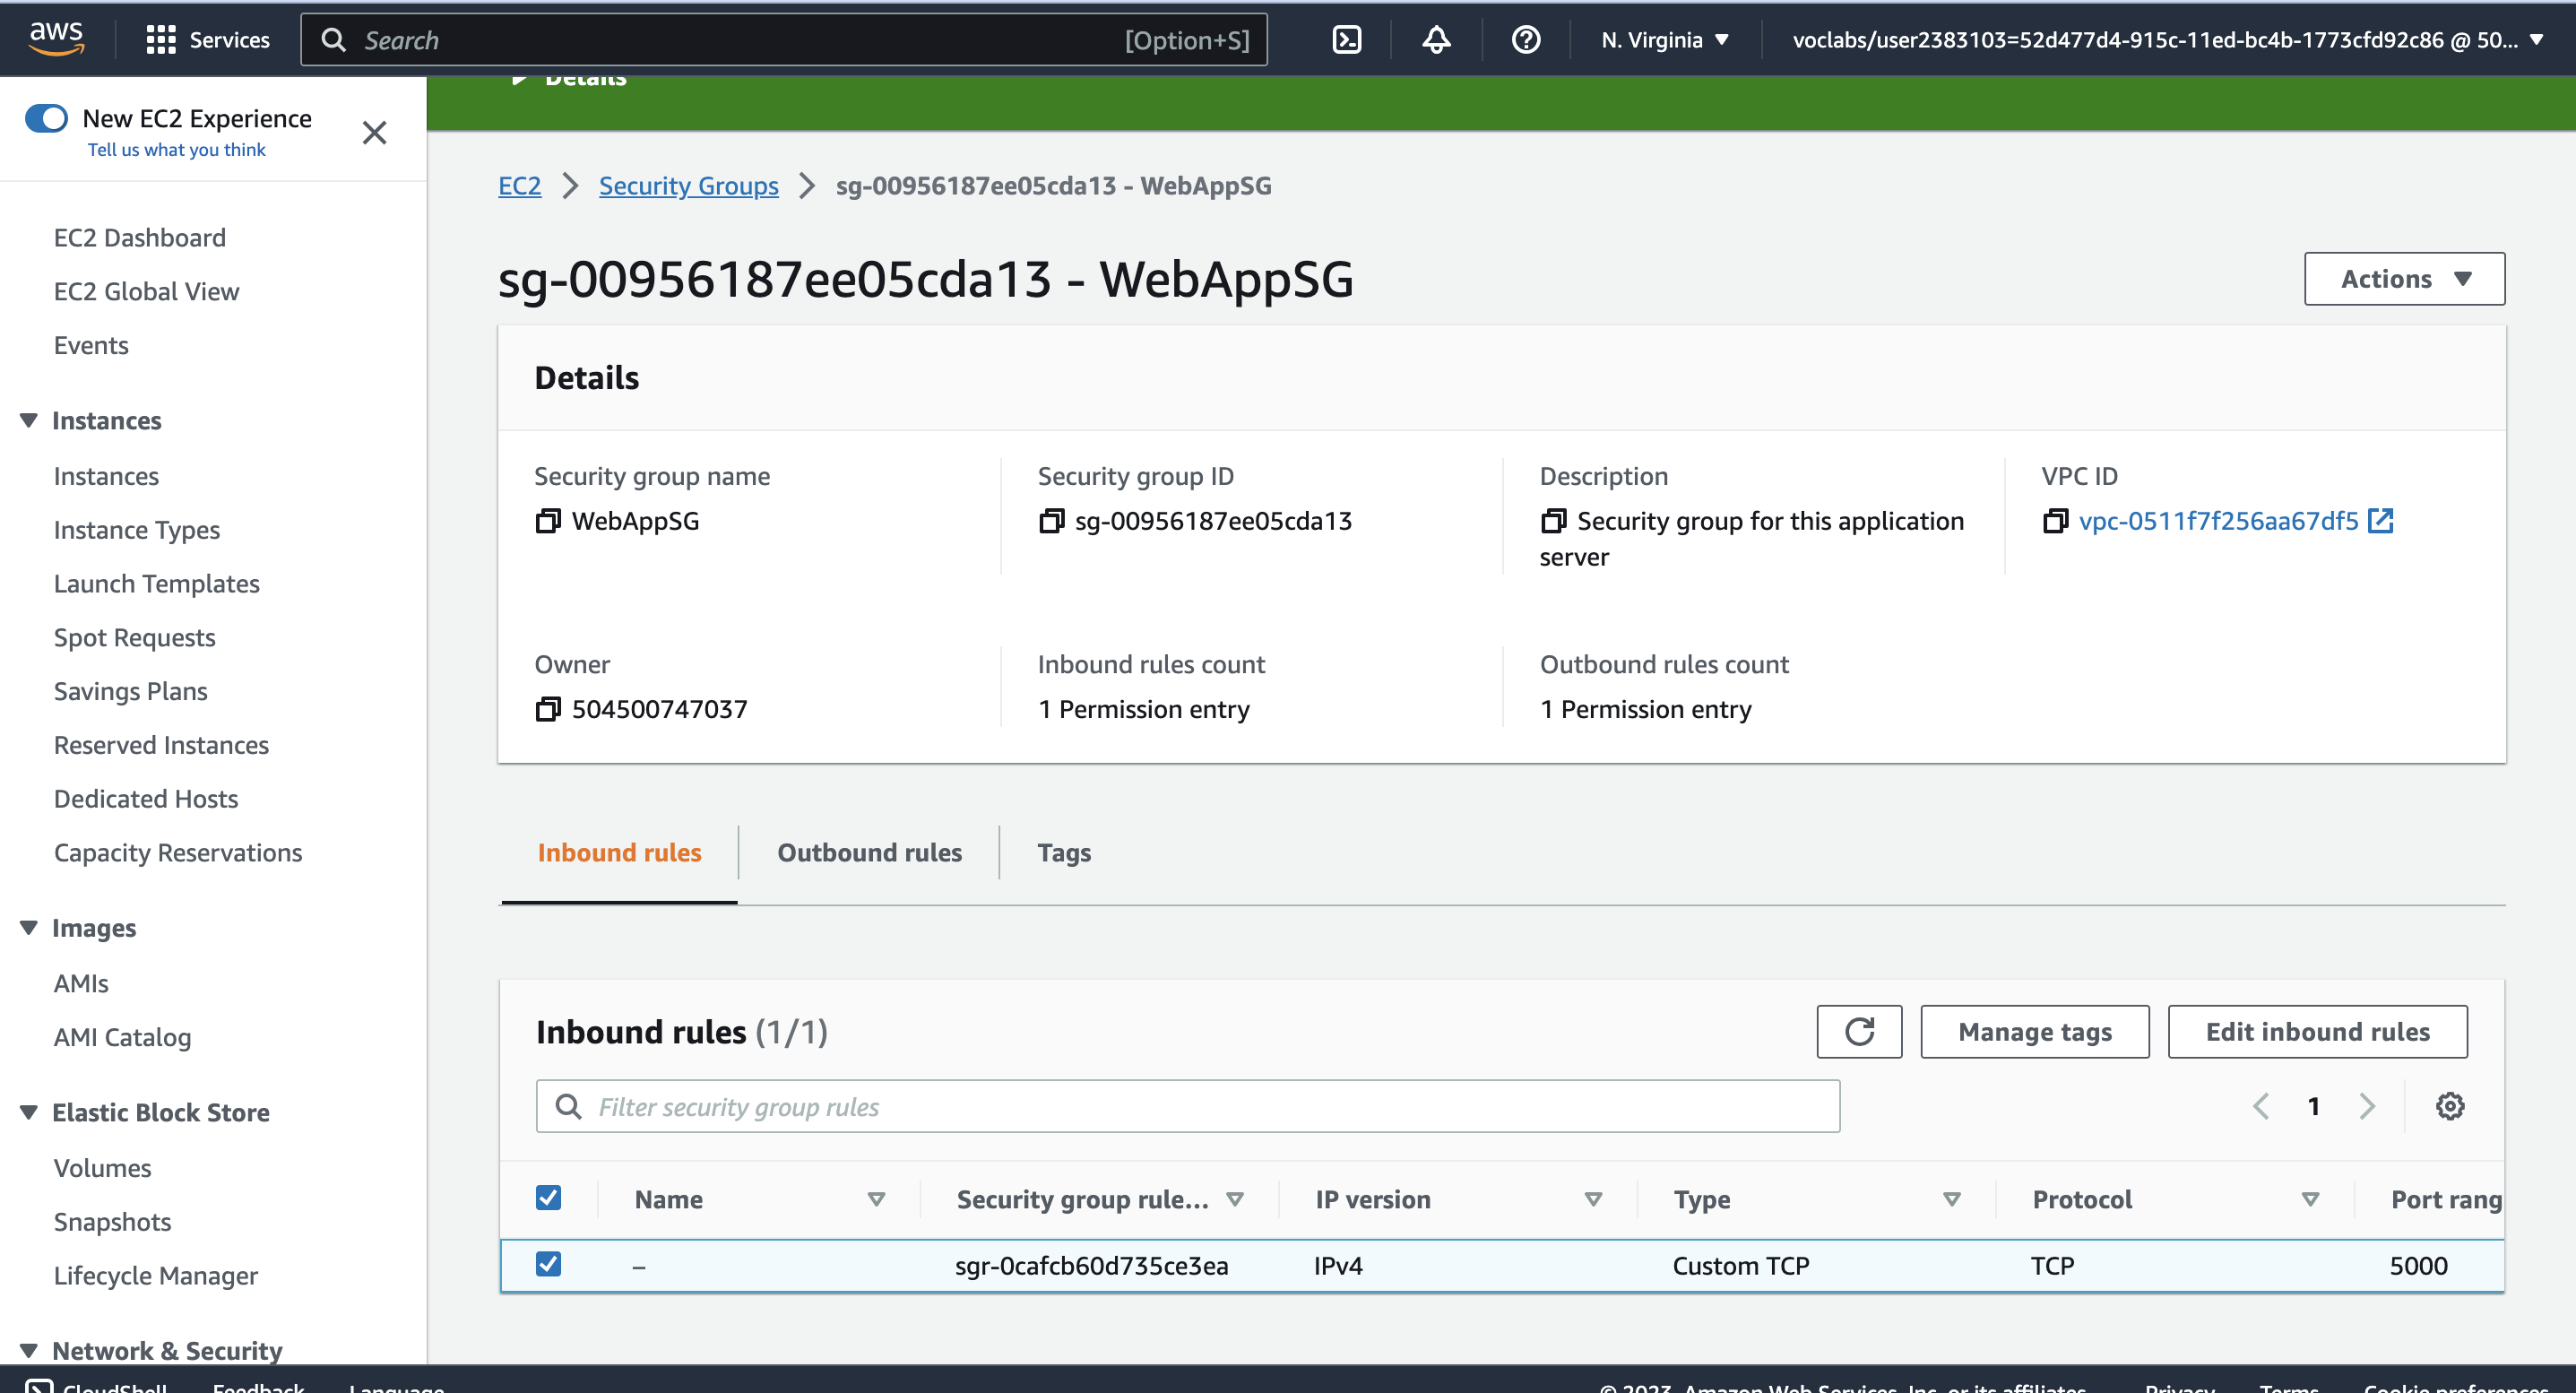 aws
Services
Search
[Option+S]
N. Virginia
voclabs/user2383103=52d477d4-915c-11ed-bc4b-1773cfd92c86 @ 50...
New EC2 Experience
Tell us what you think
EC2 Dashboard
EC2 Global View
Events
Instances
Instances
Instance Types
Launch Templates
Spot Requests
Savings Plans
Reserved Instances
Dedicated Hosts
Capacity Reservations
Images
AMIs
AMI Catalog
Elastic Block Store
Volumes
Snapshots
Lifecycle Manager
Network & Security
Details
EC2 > Security Groups > sg-00956187ee05cda13 - WebAppSG
sg-00956187ee05cda13 - WebAppSG
Actions
Details
Security group name
WebAppSG
Security group ID
sg-00956187ee05cda13
Description
Security group for this application
server
VPC ID
vpc-0511f7f256aa67df5
Owner
504500747037
Inbound rules count
1 Permission entry
Outbound rules count
1 Permission entry
Inbound rules
Outbound rules
Tags
Inbound rules (1/1)
Manage tags
Edit inbound rules
Filter security group rules
1
Name
Security group rule...
IP version
Type
Protocol
Port rang
–
sgr-0cafcb60d735ce3ea
IPv4
Custom TCP
TCP
5000
CloudShell
Feedback
Language
© 2023, Amazon Web Services, Inc. or its affiliates.
Privacy
Terms
Cookie preferences